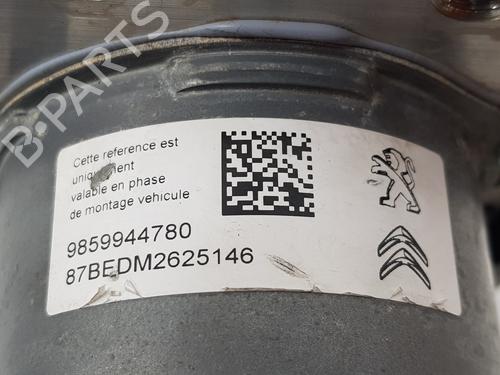 B-PARTS
Cette reference est
uniquement
valable en phase
de montage vehicule
9859944780
87BEDM2625146